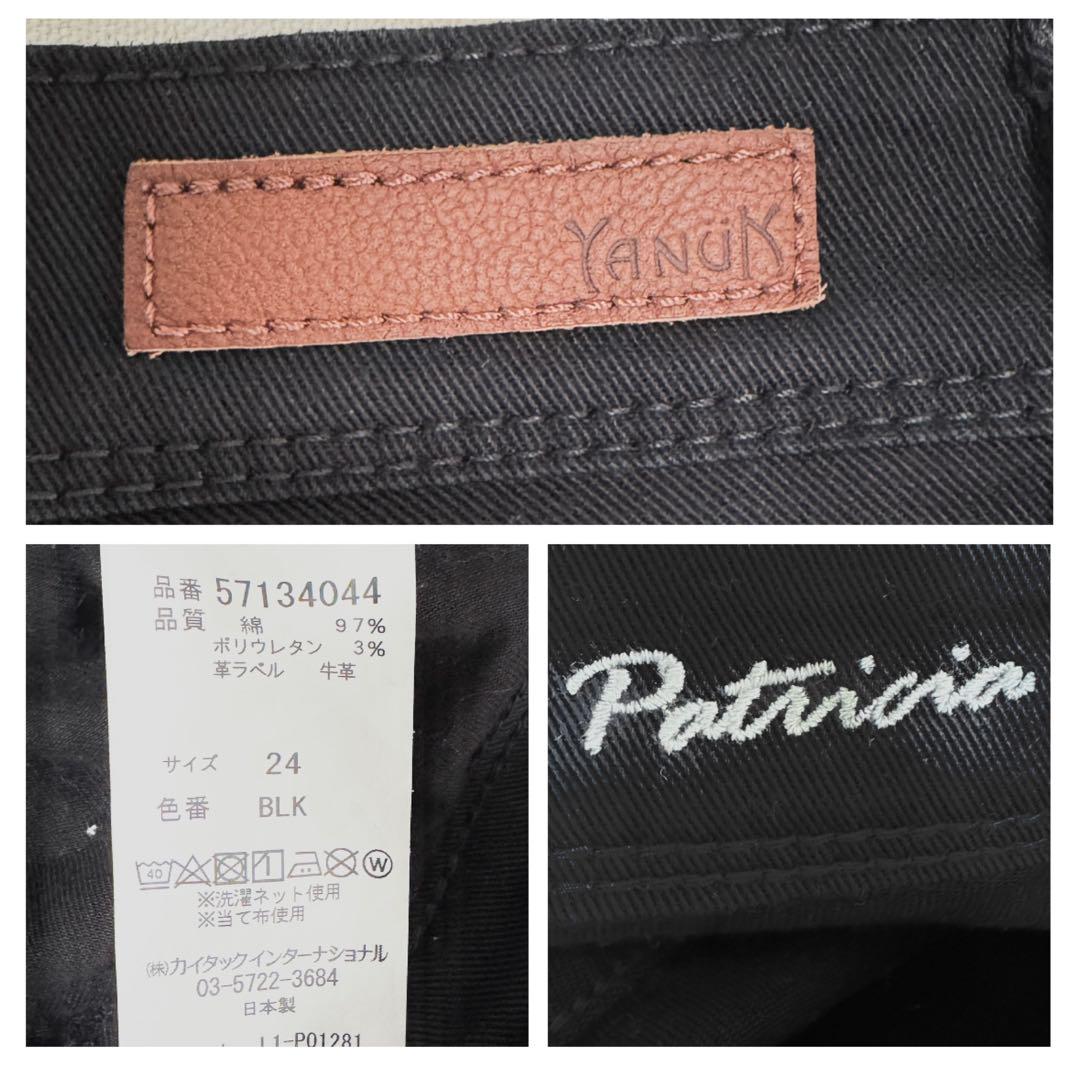 YANÜK
品番 57134044
品質 綿 97%
ポリウレタン 3%
革ラベル 牛革
サイズ 24
色番 BLK
40 W
※洗濯ネット使用
※当て布使用
(株)カイタックインターナショナル
03-5722-3684
日本製
L1-P01281
Patricia